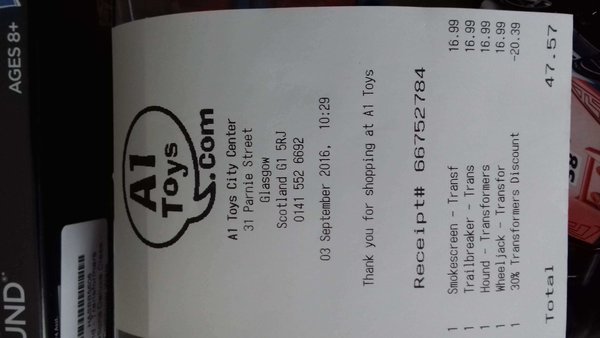 AGES 8+
UND
A1
Toys
.Com
A1 Toys City Center
31 Parnie Street
Glasgow
Scotland G1 5RJ
0141 552 6692
03 September 2016, 10:29
Thank you for shopping at A1 Toys
Receipt# 66752784
1 Smokescreen - Transf 16.99
1 Trailbreaker - Trans 16.99
1 Hound - Transformers 16.99
1 Wheeljack - Transfor 16.99
1 30% Transformers Discount -20.39
Total 47.57